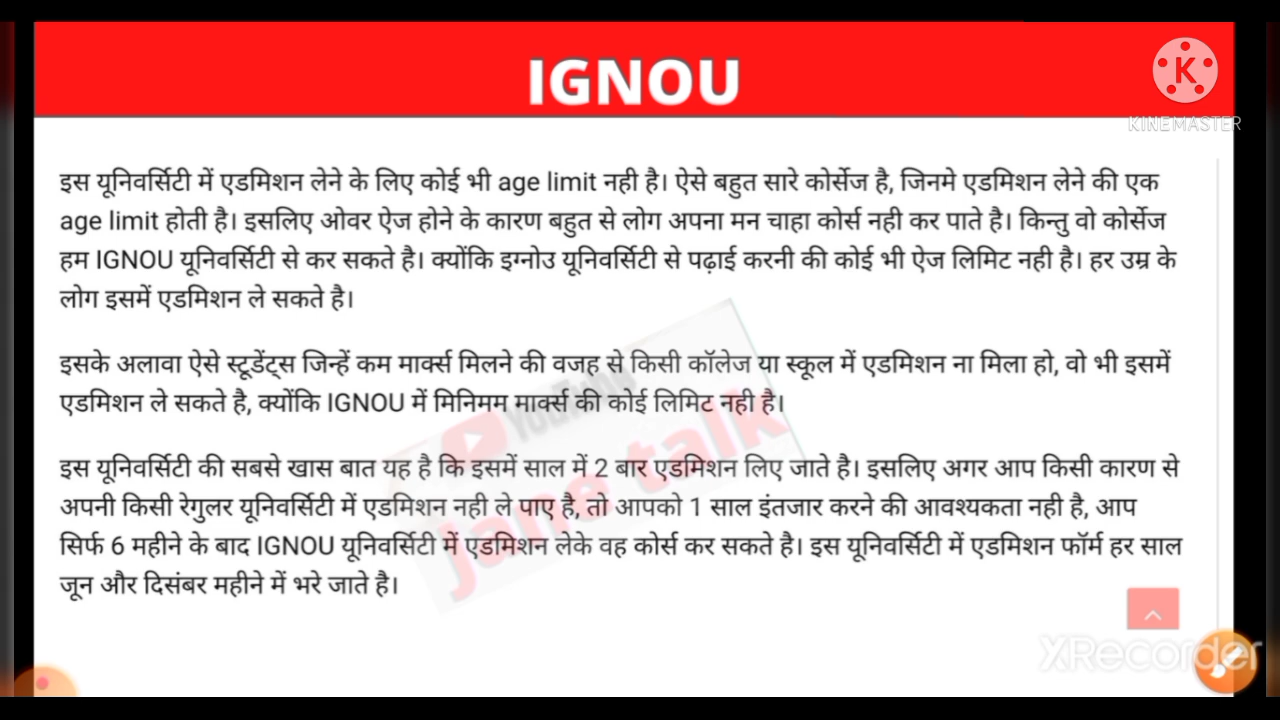 IGNOU
K
KINEMASTER
इस यूनिवर्सिटी में एडमिशन लेने के लिए कोई भी age limit नही है। ऐसे बहुत सारे कोर्सेज है, जिनमे एडमिशन लेने की एक
age limit होती है। इसलिए ओवर ऐज होने के कारण बहुत से लोग अपना मन चाहा कोर्स नही कर पाते है। किन्तु वो कोर्सेज
हम IGNOU यूनिवर्सिटी से कर सकते है। क्योंकि इग्नोउ यूनिवर्सिटी से पढ़ाई करनी की कोई भी ऐज लिमिट नही है। हर उम्र के
लोग इसमें एडमिशन ले सकते है।
इसके अलावा ऐसे स्टूडेंट्स जिन्हें कम मार्क्स मिलने की वजह से किसी कॉलेज या स्कूल में एडमिशन ना मिला हो, वो भी इसमें
एडमिशन ले सकते है, क्योंकि IGNOU में मिनिमम मार्क्स की कोई लिमिट नही है।
YouTube
Jane talk
इस यूनिवर्सिटी की सबसे खास बात यह है कि इसमें साल में 2 बार एडमिशन लिए जाते है। इसलिए अगर आप किसी कारण से
अपनी किसी रेगुलर यूनिवर्सिटी में एडमिशन नही ले पाए है, तो आपको 1 साल इंतजार करने की आवश्यकता नही है, आप
सिर्फ 6 महीने के बाद IGNOU यूनिवर्सिटी में एडमिशन लेके वह कोर्स कर सकते है। इस यूनिवर्सिटी में एडमिशन फॉर्म हर साल
जून और दिसंबर महीने में भरे जाते है।
XRecorder